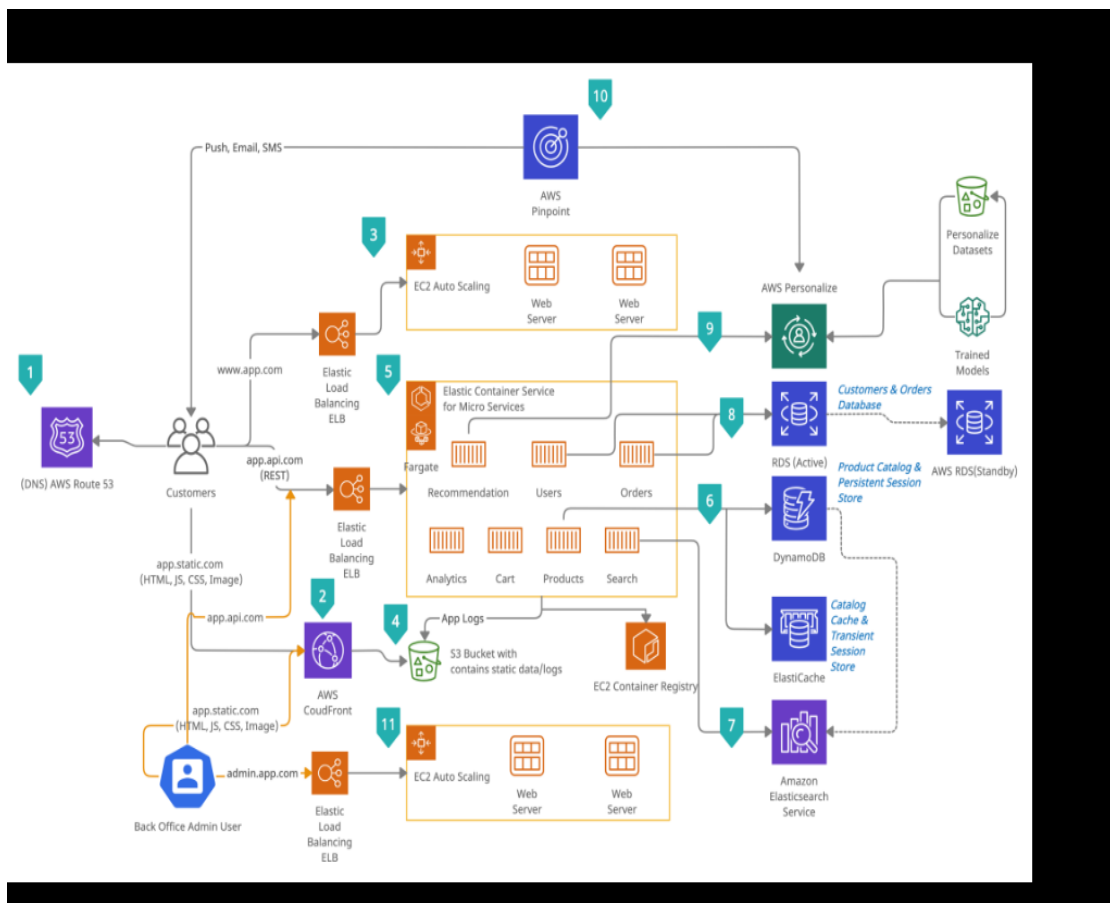 10
Push, Email, SMS
AWS
Pinpoint
3
EC2 Auto Scaling
Web
Server
Web
Server
Personalize
Datasets
Trained
Models
AWS Personalize
9
1
53
(DNS) AWS Route 53
Customers
www.app.com
Elastic
Load
Balancing
ELB
5
Elastic Container Service
for Micro Services
Fargate
Recommendation
Users
Orders
Analytics
Cart
Products
Search
app.api.com
(REST)
Elastic
Load
Balancing
ELB
8
Customers & Orders
Database
RDS (Active)
AWS RDS(Standby)
6
Product Catalog &
Persistent Session
Store
DynamoDB
app.static.com
(HTML, JS, CSS, Image)
app.api.com
2
AWS
CoudFront
4
App Logs
S3 Bucket with
contains static data/logs
EC2 Container Registry
Catalog
Cache &
Transient
Session
Store
ElastiCache
7
Amazon
Elasticsearch
Service
app.static.com
(HTML, JS, CSS, Image)
11
EC2 Auto Scaling
Web
Server
Web
Server
admin.app.com
Elastic
Load
Balancing
ELB
Back Office Admin User